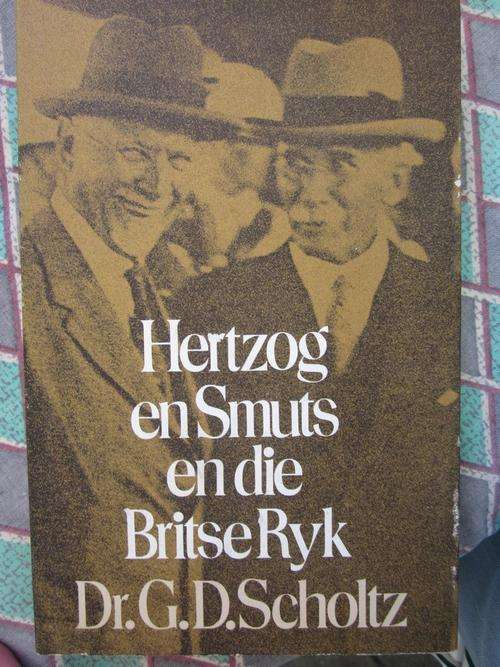 Hertzog
en Smuts
en die
Britse Ryk
Dr. G. D. Scholtz